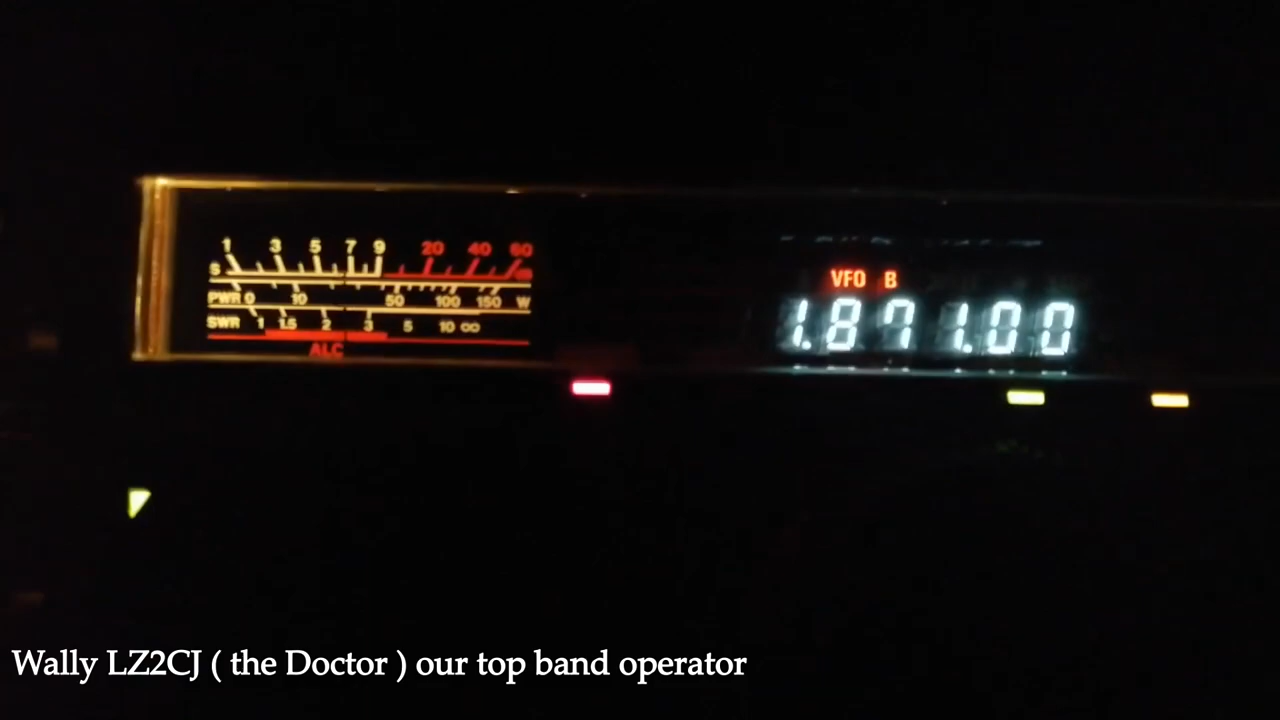 1 3 5 7 9 20 40 60
S
PWR 0 10 50 100 150 W
SWR 1 1.5 2 3 5 10 ∞
ALC
VFO B
1.871.00
Wally LZ2CJ ( the Doctor ) our top band operator